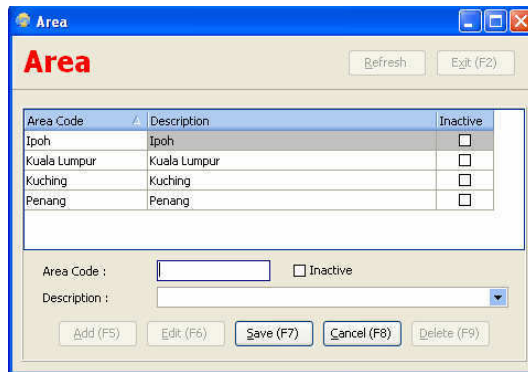 Area
Area
Refresh
Exit (F2)
Area Code Description Inactive
Ipoh Ipoh
Kuala Lumpur Kuala Lumpur
Kuching Kuching
Penang Penang
Area Code : Inactive
Description :
Add (F5) Edit (F6) Save (F7) Cancel (F8) Delete (F9)